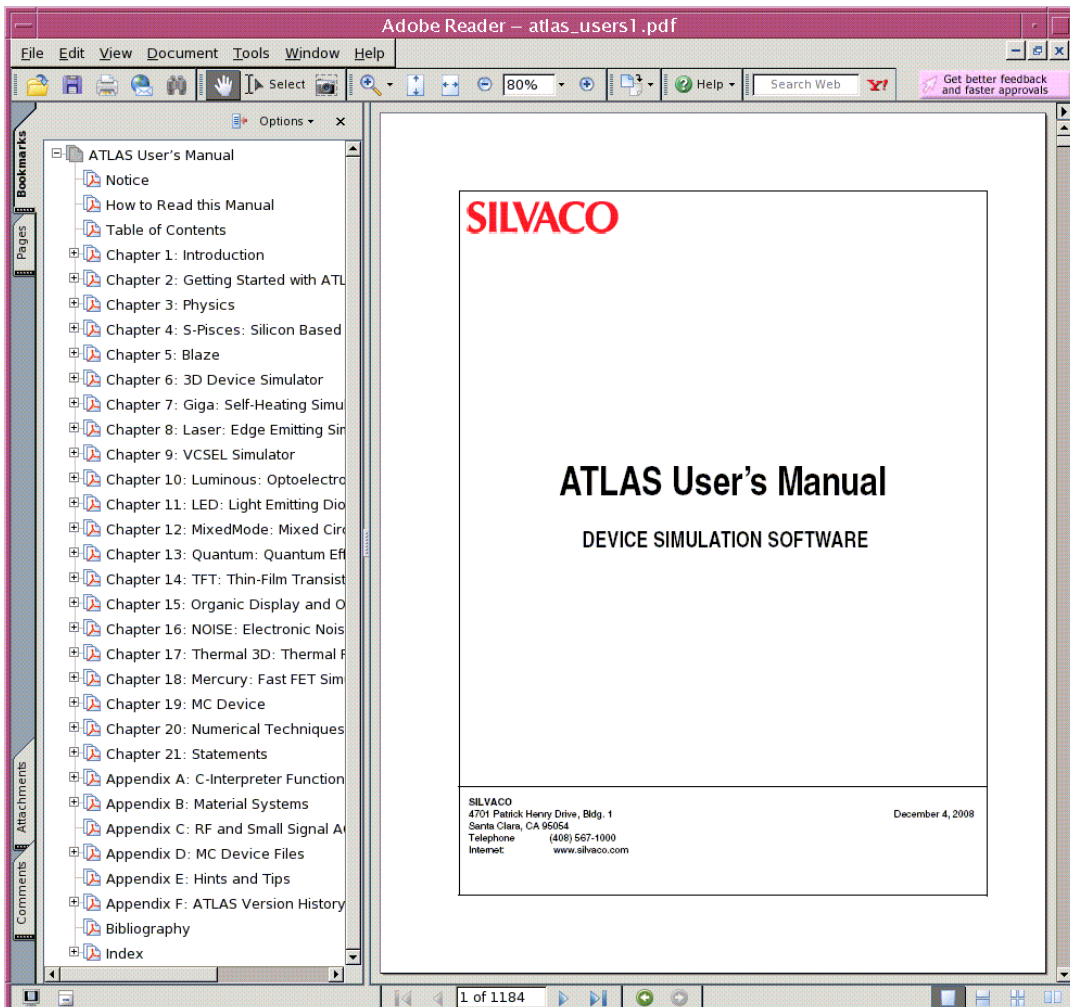 Adobe Reader – atlas_users1.pdf
File Edit View Document Tools Window Help
Select
80%
Help
Search Web
Y!
Get better feedback
and faster approvals
Options
Bookmarks
Pages
Attachments
Comments
ATLAS User's Manual
Notice
How to Read this Manual
Table of Contents
Chapter 1: Introduction
Chapter 2: Getting Started with ATL
Chapter 3: Physics
Chapter 4: S-Pisces: Silicon Based
Chapter 5: Blaze
Chapter 6: 3D Device Simulator
Chapter 7: Giga: Self-Heating Simu
Chapter 8: Laser: Edge Emitting Sim
Chapter 9: VCSEL Simulator
Chapter 10: Luminous: Optoelectro
Chapter 11: LED: Light Emitting Dio
Chapter 12: MixedMode: Mixed Circ
Chapter 13: Quantum: Quantum Eff
Chapter 14: TFT: Thin-Film Transist
Chapter 15: Organic Display and O
Chapter 16: NOISE: Electronic Nois
Chapter 17: Thermal 3D: Thermal P
Chapter 18: Mercury: Fast FET Sim
Chapter 19: MC Device
Chapter 20: Numerical Techniques
Chapter 21: Statements
Appendix A: C-Interpreter Function
Appendix B: Material Systems
Appendix C: RF and Small Signal A
Appendix D: MC Device Files
Appendix E: Hints and Tips
Appendix F: ATLAS Version History
Bibliography
Index
SILVACO
ATLAS User's Manual
DEVICE SIMULATION SOFTWARE
SILVACO
4701 Patrick Henry Drive, Bldg. 1
Santa Clara, CA 95054
Telephone (408) 567-1000
Internet: www.silvaco.com
December 4, 2008
1 of 1184